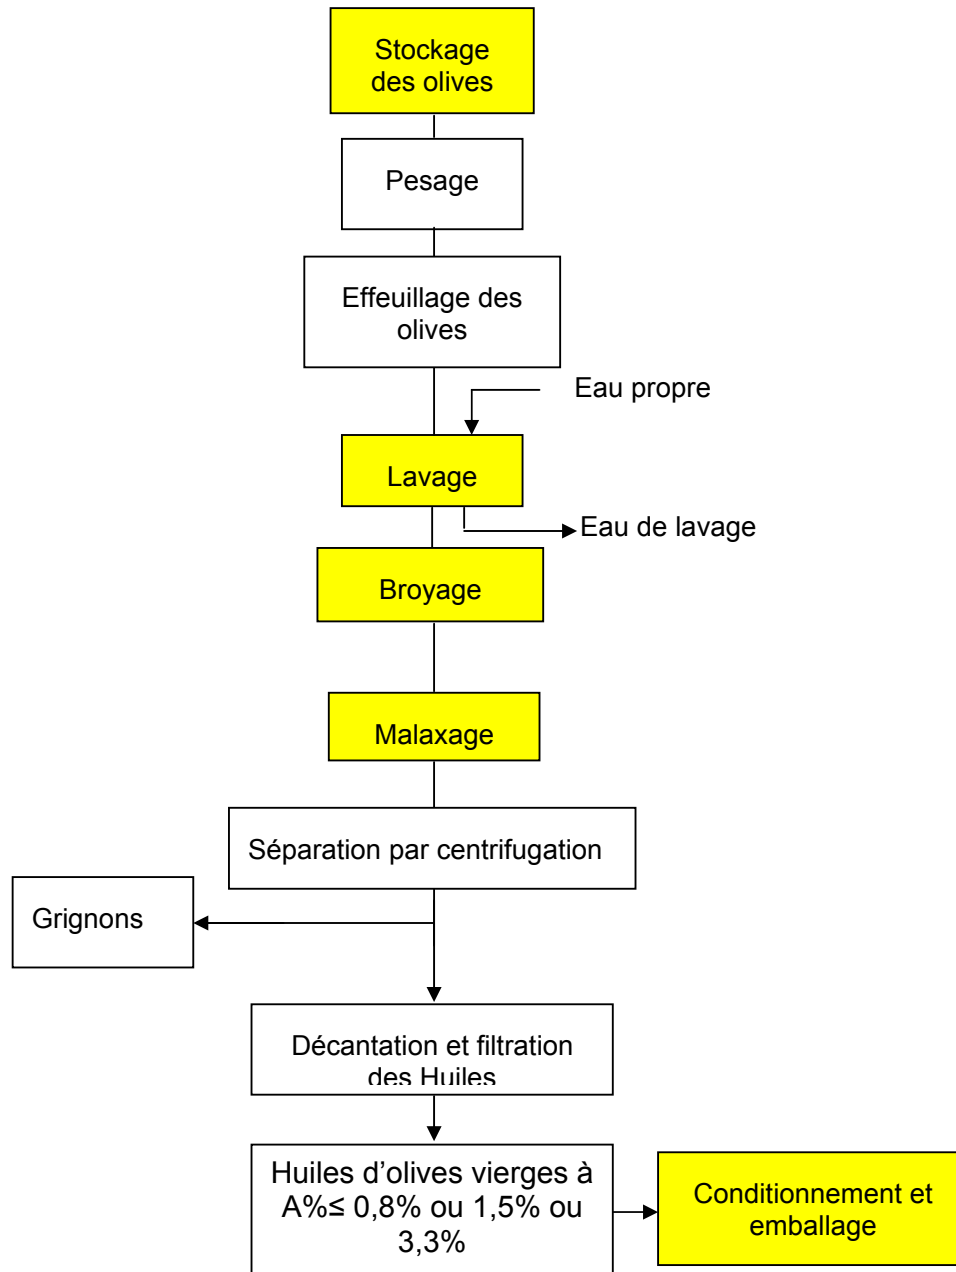 Stockage
des olives
Pesage
Effeuillage des
olives
Eau propre
Lavage
Eau de lavage
Broyage
Malaxage
Séparation par centrifugation
Grignons
Décantation et filtration
des Huiles
Huiles d’olives vierges à
A%≤ 0,8% ou 1,5% ou
3,3%
Conditionnement et
emballage